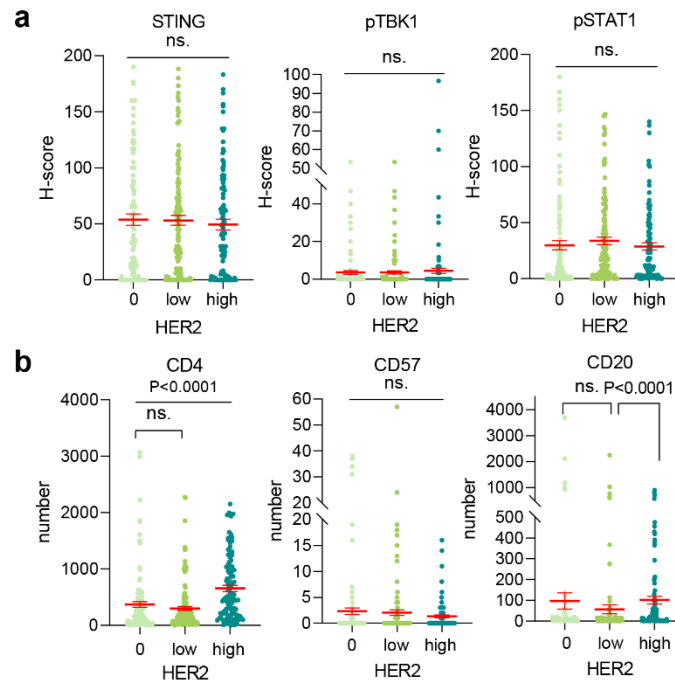 a
STING
pTBK1
pSTAT1
ns.
ns.
ns.
H-score
200
150
100
50
0
0 low high
HER2
H-score
100
90
80
70
60
50
40
20
0
0 low high
HER2
H-score
200
150
100
50
0
0 low high
HER2
b
CD4
CD57
CD20
P<0.0001
ns.
ns.
ns. P<0.0001
number
4000
3000
2000
1000
0
0 low high
HER2
number
60
50
40
30
20
20
15
10
5
0
0 low high
HER2
number
4000
3000
2000
1000
500
400
300
200
100
0
0 low high
HER2